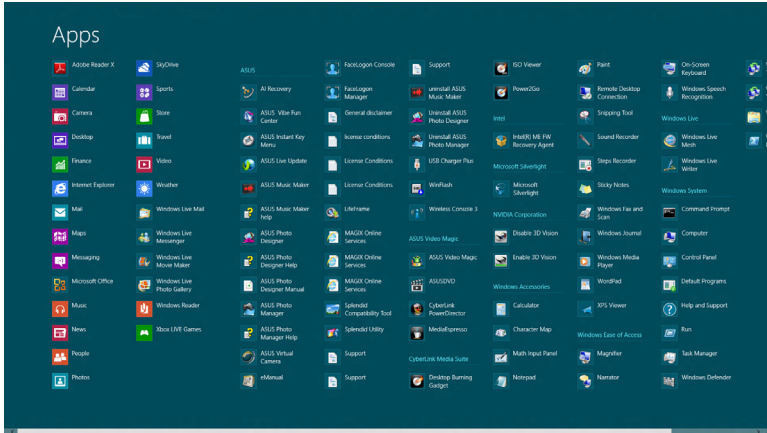 Apps
Adobe Reader X
Calendar
Camera
Desktop
Finance
Internet Explorer
Mail
Maps
Messaging
Microsoft Office
Music
News
People
Photos
SkyDrive
Sports
Store
Travel
Video
Weather
Windows Live Mail
Windows Live
Messenger
Windows Live
Movie Maker
Windows Live
Photo Gallery
Windows Reader
Xbox LIVE Games
ASUS
AI Recovery
ASUS Vibe Fun
Center
ASUS Instant Key
Menu
ASUS Live Update
ASUS Music Maker
ASUS Music Maker
help
ASUS Photo
Designer
ASUS Photo
Designer Help
ASUS Photo
Designer Manual
ASUS Photo
Manager
ASUS Photo
Manager Help
ASUS Virtual
Camera
eManual
FaceLogon Console
FaceLogon
Manager
General disclaimer
license conditions
License Conditions
License Conditions
LifeFrame
MAGIX Online
Services
MAGIX Online
Services
Splendid
Compatibility Tool
Splendid Utility
Support
Support
Support
uninstall ASUS
Music Maker
Uninstall ASUS
Photo Designer
Uninstall ASUS
Photo Manager
USB Charger Plus
WinFlash
Wireless Console 3
ASUS Video Magic
ASUS Video Magic
ASUSDVD
CyberLink
PowerDirector
MediaEspresso
CyberLink Media Suite
Desktop Burning
Gadget
ISO Viewer
Power2Go
Intel
Intel(R) ME FW
Recovery Agent
Microsoft Silverlight
Microsoft
Silverlight
NVIDIA Corporation
Disable 3D Vision
Enable 3D Vision
Windows Accessories
Calculator
Character Map
Math Input Panel
Notepad
Paint
Remote Desktop
Connection
Snipping Tool
Sound Recorder
Steps Recorder
Sticky Notes
Windows Fax and
Scan
Windows Journal
Windows Media
Player
WordPad
XPS Viewer
Windows Ease of Access
Magnifier
Narrator
On-Screen
Keyboard
Windows Speech
Recognition
Windows Live
Windows Live
Mesh
Windows Live
Writer
Windows System
Command Prompt
Computer
Control Panel
Default Programs
Help and Support
Run
Task Manager
Windows Defender